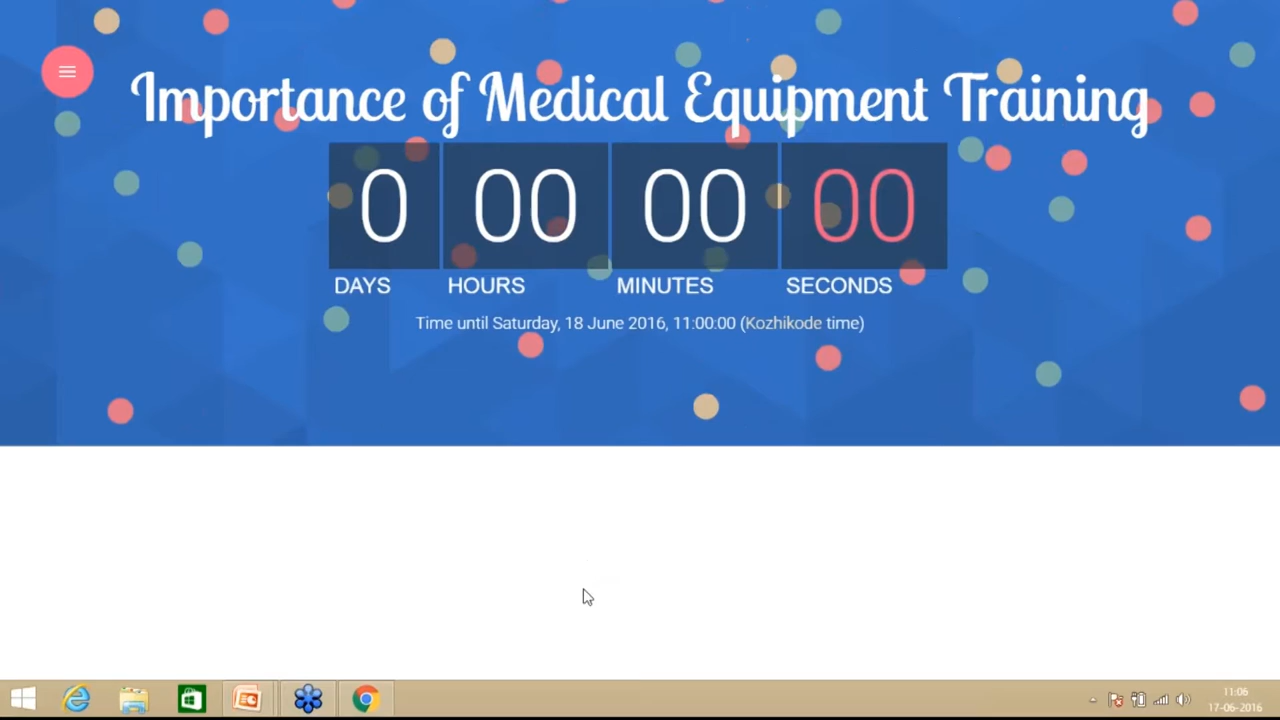 Importance of Medical Equipment Training
0 00 00 00
DAYS HOURS MINUTES SECONDS
Time until Saturday, 18 June 2016, 11:00:00 (Kozhikode time)
11:06
17-06-2016